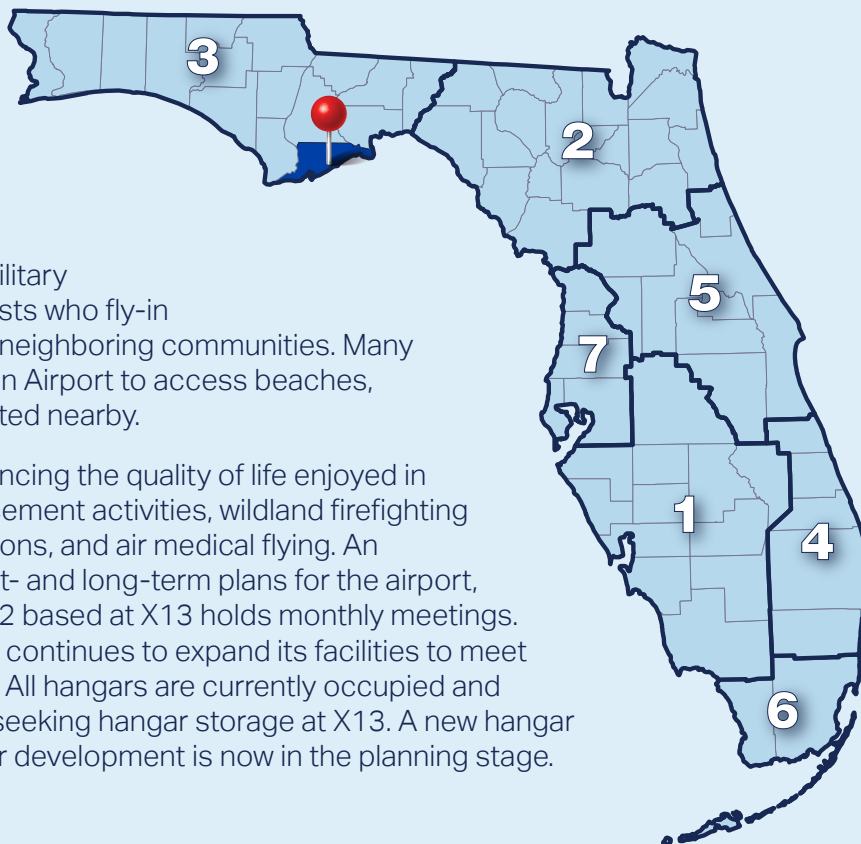 3
2
5
7
1
4
6
ilitary
sts who fly-in
neighboring communities. Many
n Airport to access beaches,
ted nearby.
ncing the quality of life enjoyed in
ement activities, wildland firefighting
ons, and air medical flying. An
t- and long-term plans for the airport,
2 based at X13 holds monthly meetings.
continues to expand its facilities to meet
All hangars are currently occupied and
seeking hangar storage at X13. A new hangar
r development is now in the planning stage.